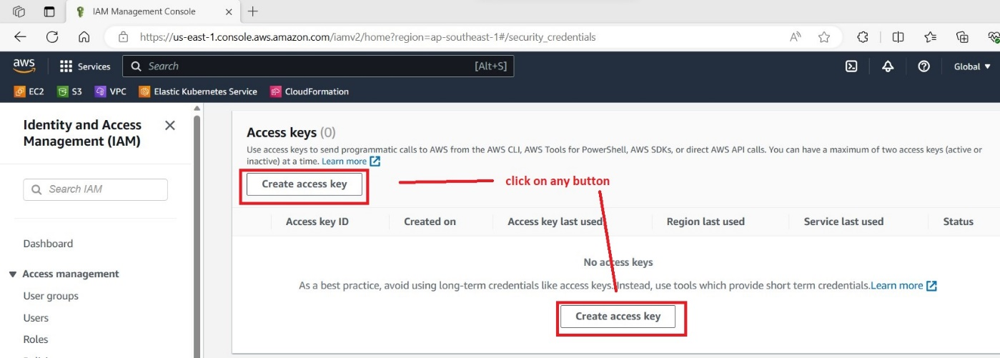 IAM Management Console
https://us-east-1.console.aws.amazon.com/iamv2/home?region=ap-southeast-1#/security_credentials
aws
Services
Search
[Alt+S]
Global
EC2
S3
VPC
Elastic Kubernetes Service
CloudFormation
Identity and Access
Management (IAM)
Search IAM
Dashboard
Access management
User groups
Users
Roles
Access keys (0)
Use access keys to send programmatic calls to AWS from the AWS CLI, AWS Tools for PowerShell, AWS SDKs, or direct AWS API calls. You can have a maximum of two access keys (active or
inactive) at a time. Learn more
Create access key
click on any button
Access key ID
Created on
Access key last used
Region last used
Service last used
Status
No access keys
As a best practice, avoid using long-term credentials like access keys. Instead, use tools which provide short term credentials.Learn more
Create access key